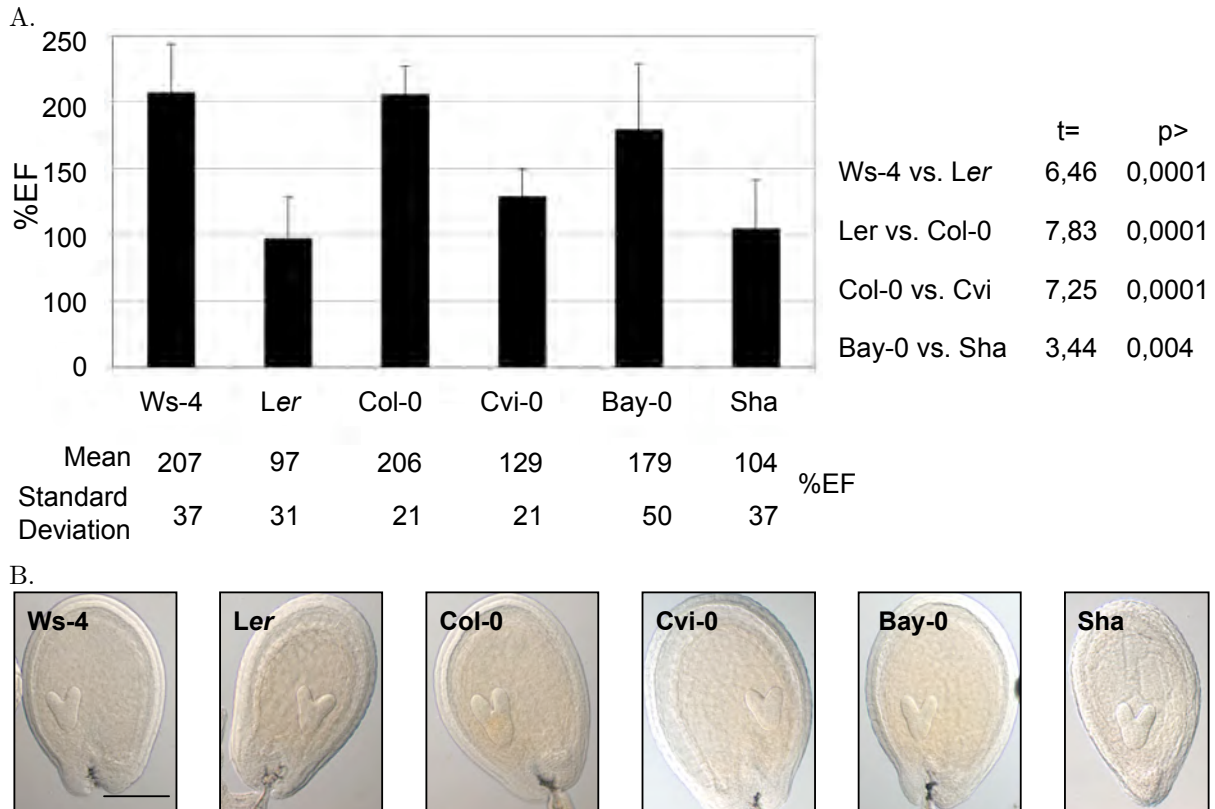 A.
250
200
150
100
100
0
%EF
Ws-4 Ler Col-0 Cvi-0 Bay-0 Sha
Mean 207 97 206 129 179 104
%EF
Standard
Deviation 37 31 21 21 50 37
t= p>
Ws-4 vs. Ler 6,46 0,0001
Ler vs. Col-0 7,83 0,0001
Col-0 vs. Cvi 7,25 0,0001
Bay-0 vs. Sha 3,44 0,004
B.
Ws-4
Ler
Col-0
Cvi-0
Bay-0
Sha